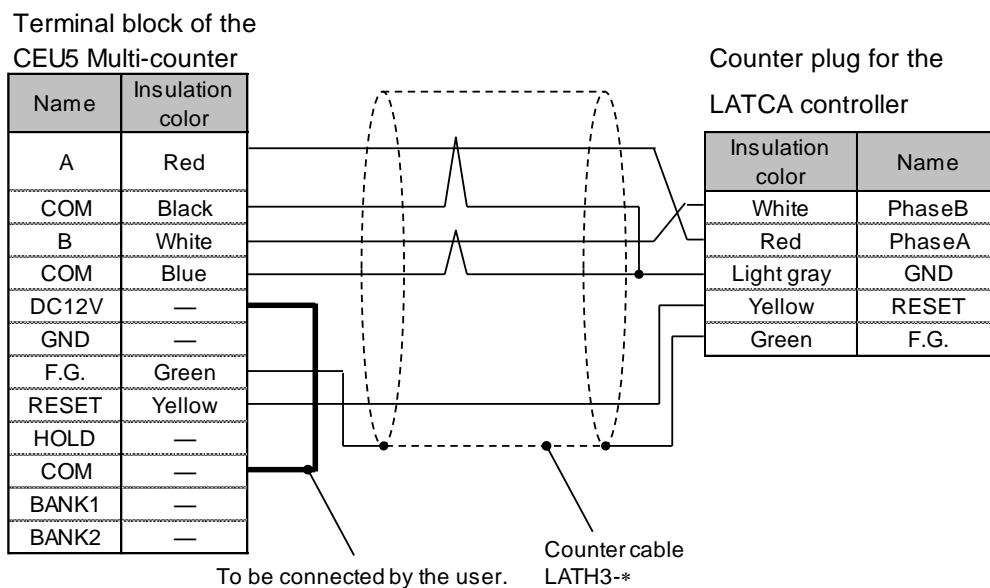 Terminal block of the
CEU5 Multi-counter
Name Insulation color
A Red
COM Black
B White
COM Blue
DC12V —
GND —
F.G. Green
RESET Yellow
HOLD —
COM —
BANK1 —
BANK2 —
Counter plug for the
LATCA controller
Insulation color Name
White PhaseB
Red PhaseA
Light gray GND
Yellow RESET
Green F.G.
To be connected by the user.
Counter cable
LATH3-*